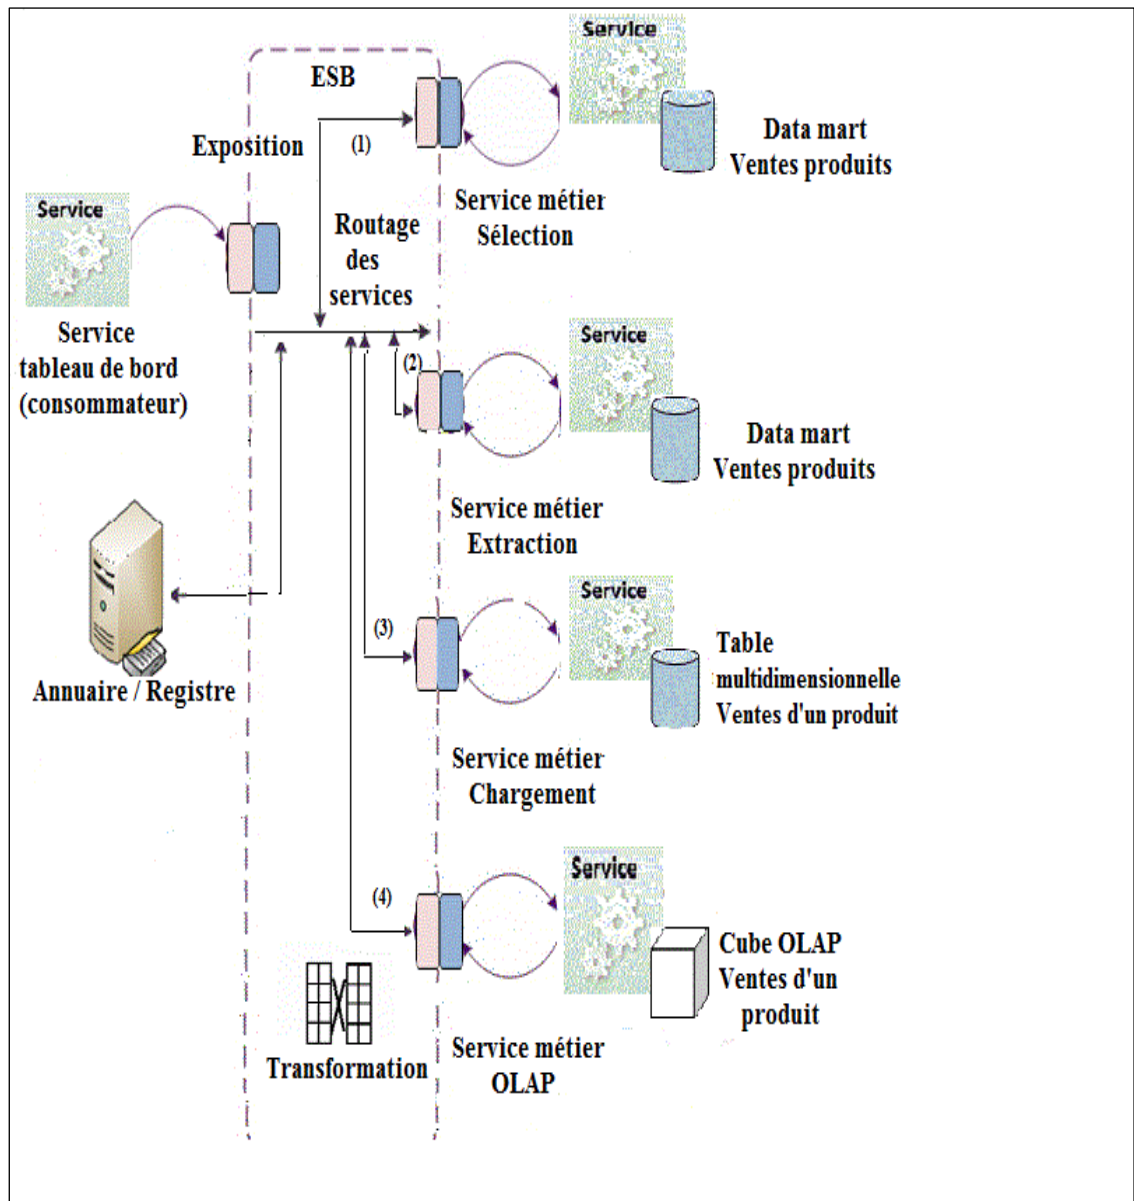 Service
ESB
Data mart
Ventes produits
Exposition
(1)
Service métier
Sélection
Service
Routage
des
services
Service
tableau de bord
(consommateur)
Service
(2)
Data mart
Ventes produits
Service métier
Extraction
Service
(3)
Table
multidimensionnelle
Ventes d'un produit
Annuaire / Registre
Service métier
Chargement
Service
(4)
Cube OLAP
Ventes d'un
produit
Transformation
Service métier
OLAP